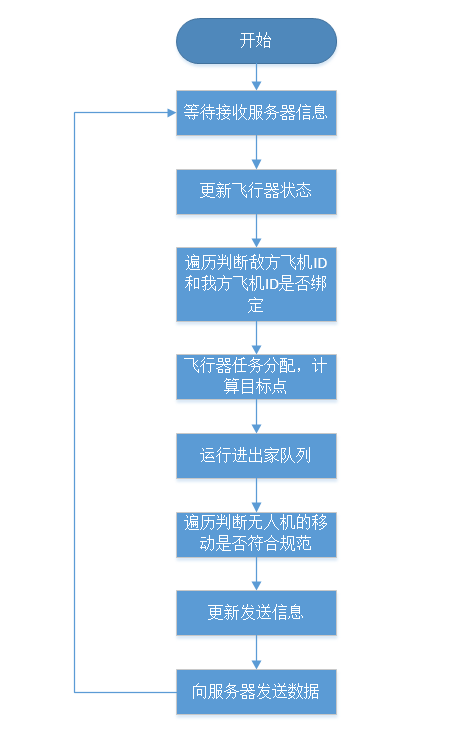 开始
等待接收服务器信息
更新飞行器状态
遍历判断敌方飞机ID
和我方飞机ID是否绑
定
飞行器任务分配，计
算目标点
运行进出家队列
遍历判断无人机的移
动是否符合规范
更新发送信息
向服务器发送数据